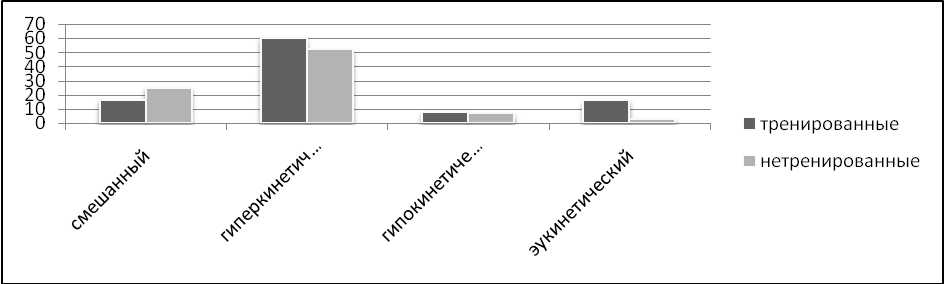 70
60
50
40
30
20
10
0
смешанный
гиперкинетич...
гипокинетиче...
эукинетический
тренированные
нетренированные